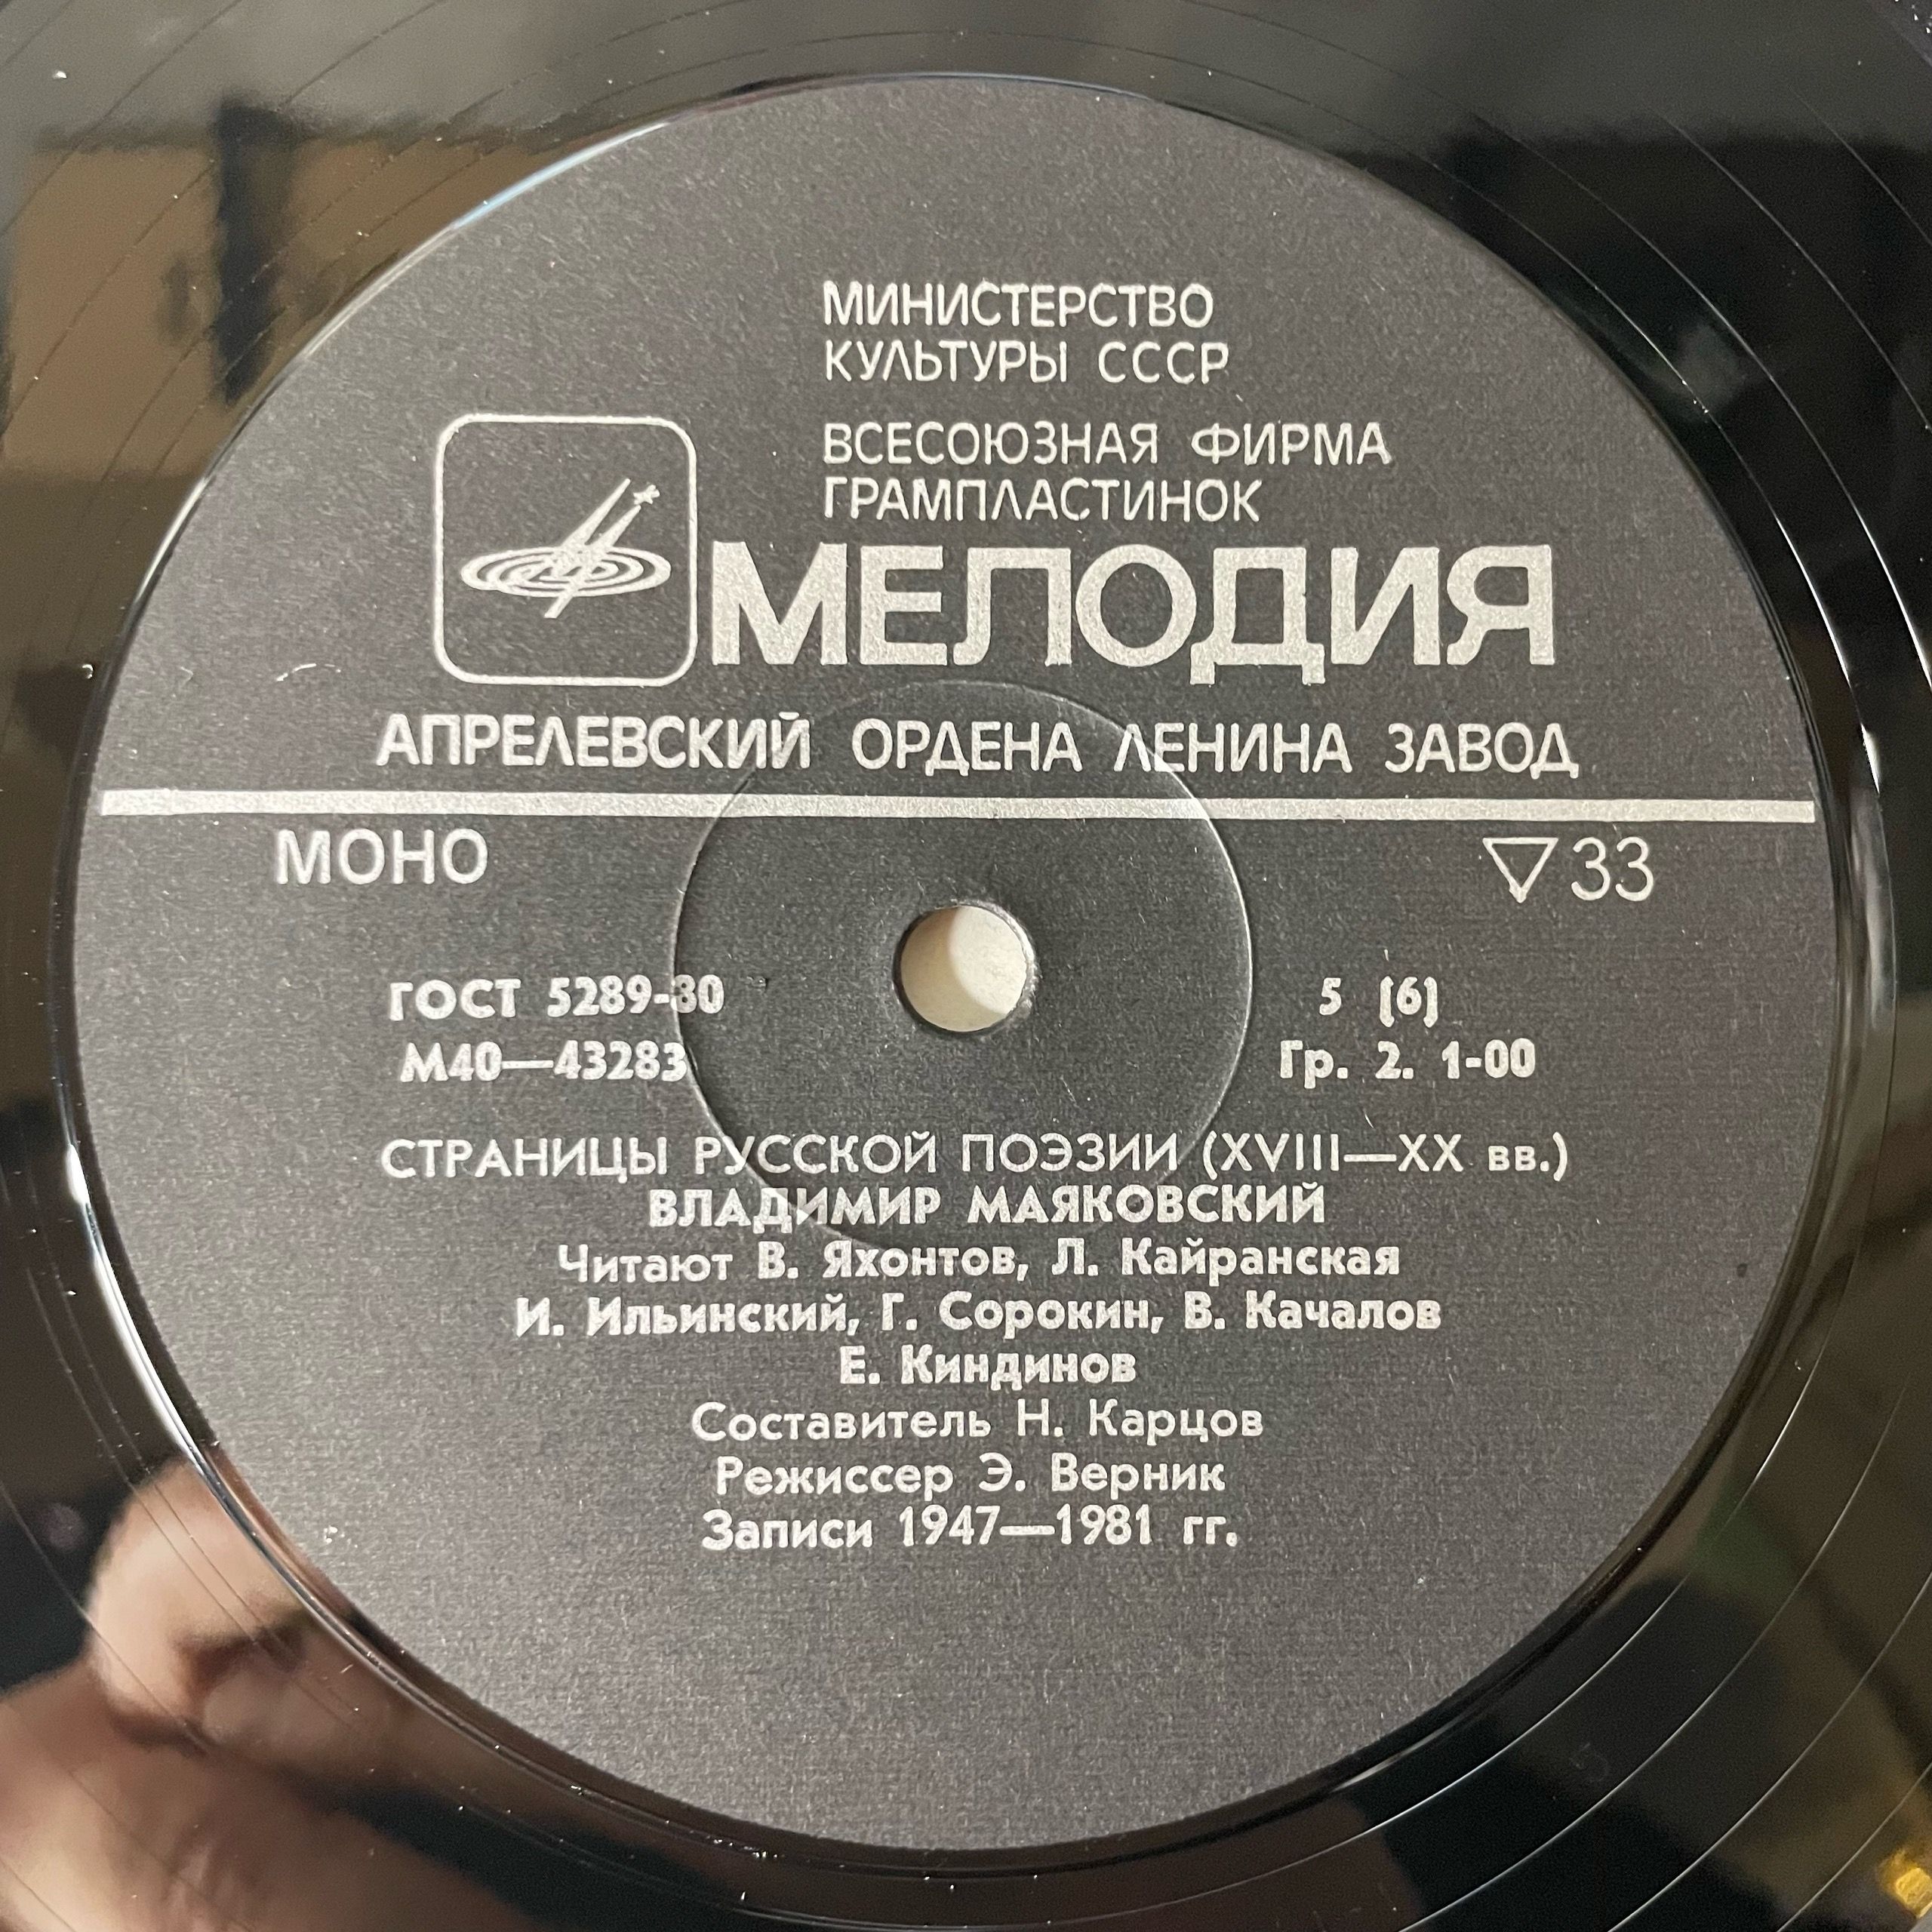 МИНИСТЕРСТВО
КУЛЬТУРЫ СССР
ВСЕСОЮЗНАЯ ФИРМА
ГРАМПЛАСТИНОК
МЕЛОДИЯ
АПРЕЛЕВСКИЙ ОРДЕНА ЛЕНИНА ЗАВОД
МОНО ▽33
ГОСТ 5289-80 5 (6)
М40—43283 Гр. 2. 1-00
СТРАНИЦЫ РУССКОЙ ПОЭЗИИ (XVIII—XX вв.)
ВЛАДИМИР МАЯКОВСКИЙ
Читают В. Яхонтов, Л. Кайранская
И. Ильинский, Г. Сорокин, В. Качалов
Е. Киндинов
Составитель Н. Карцов
Режиссер Э. Верник
Записи 1947—1981 гг.